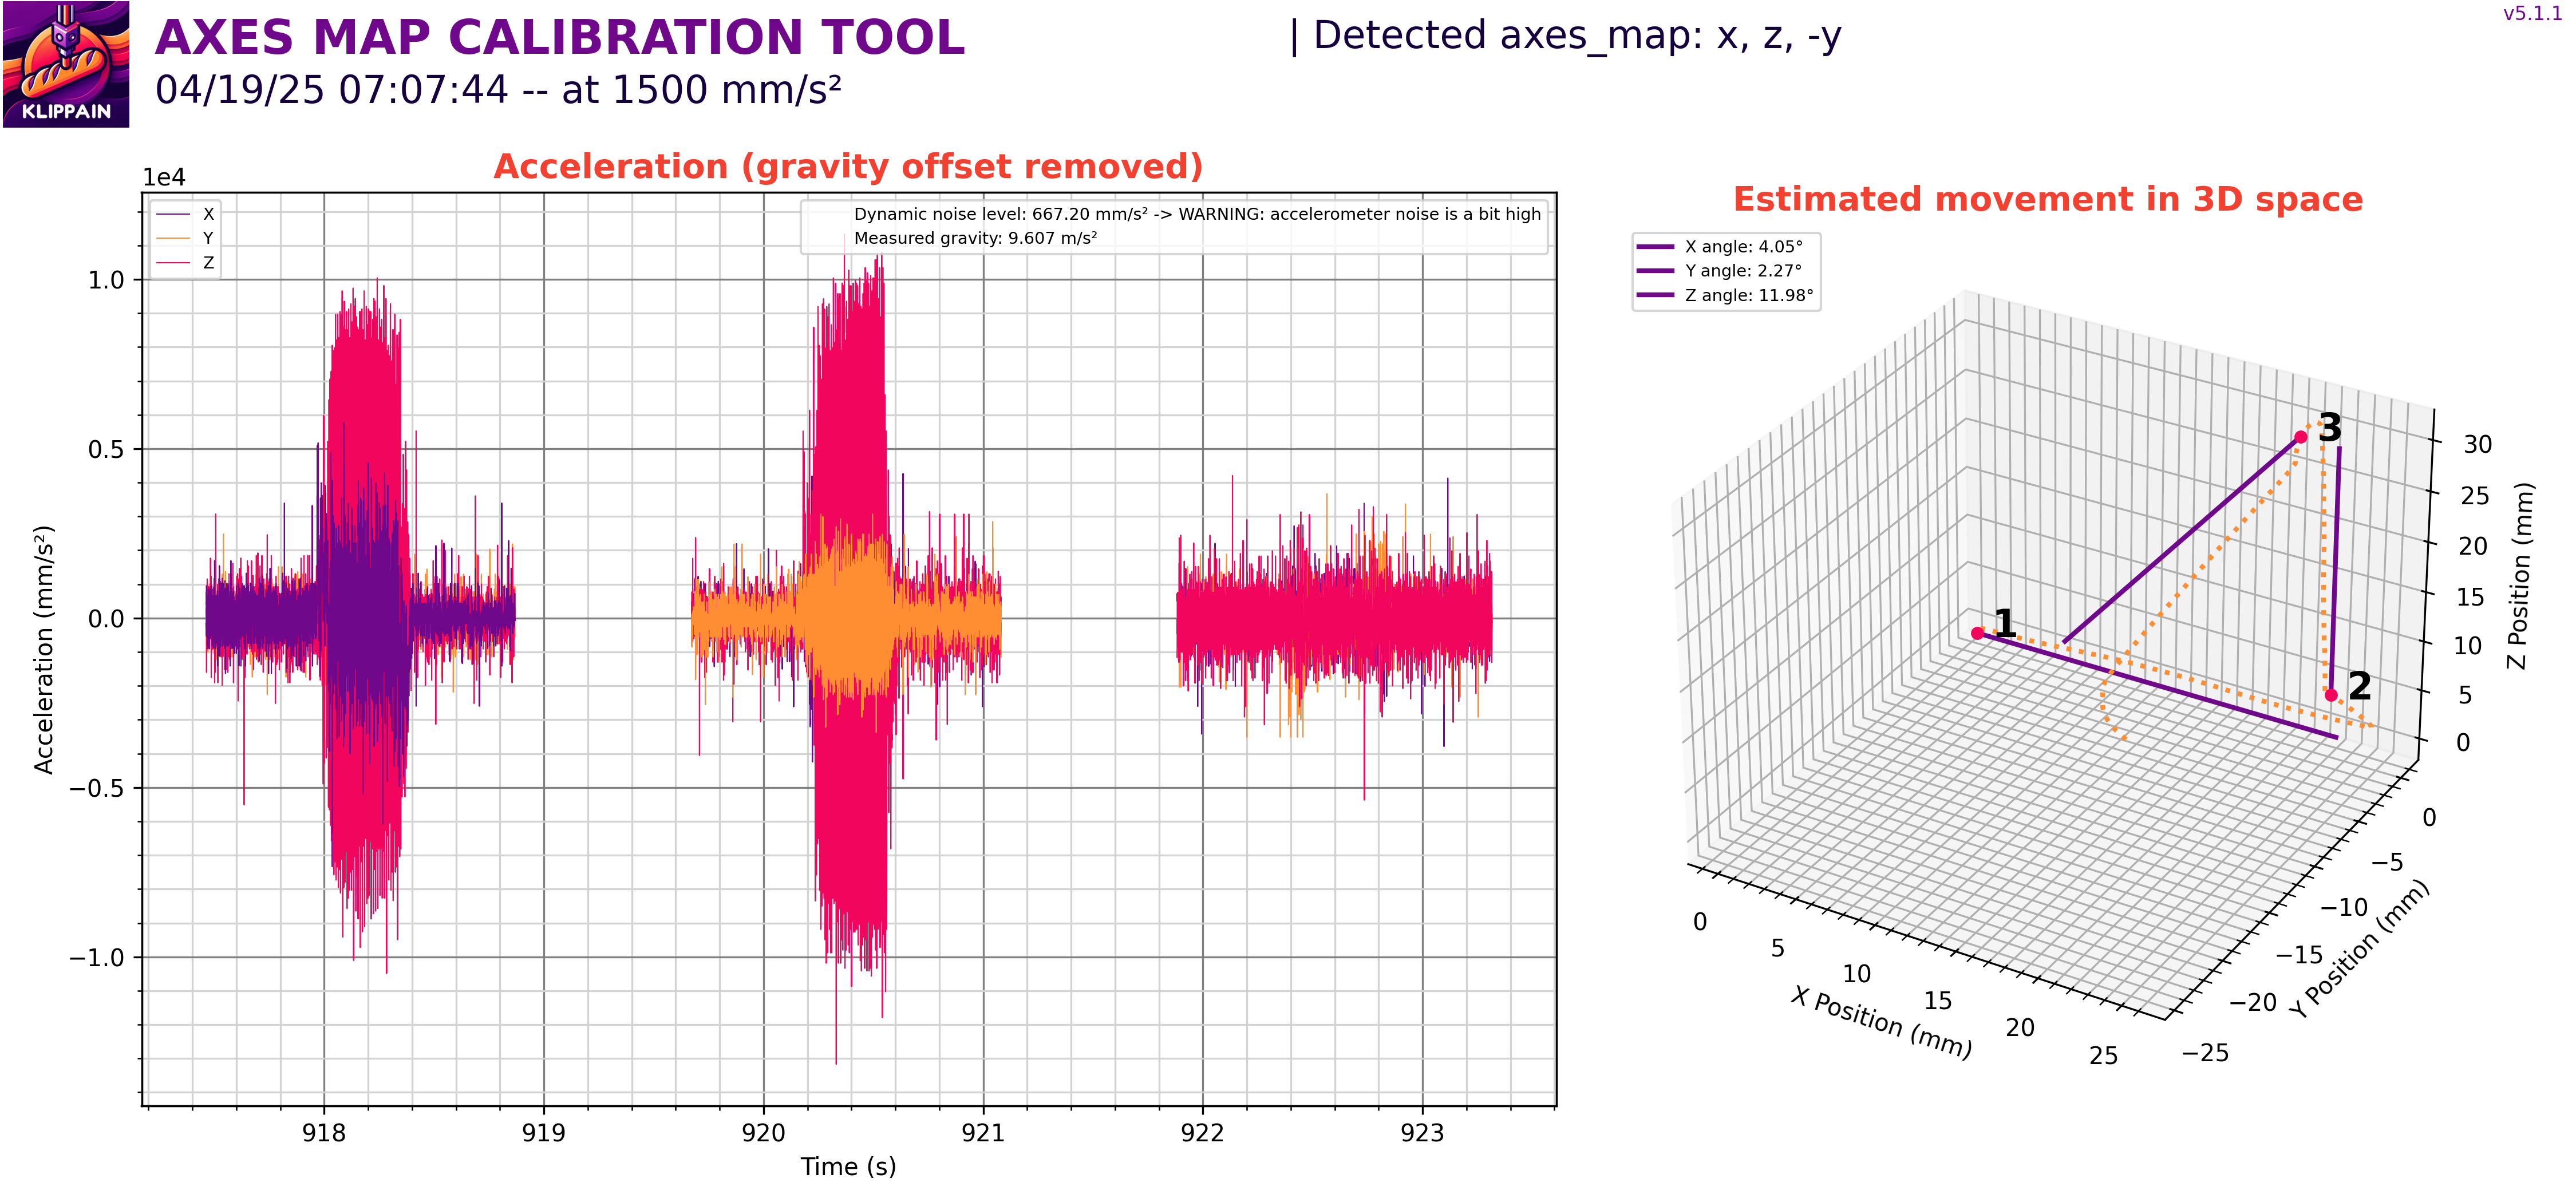 v5.1.1
AXES MAP CALIBRATION TOOL
| Detected axes_map: x, z, -y
04/19/25 07:07:44 -- at 1500 mm/s²
KLIPPAIN
Acceleration (gravity offset removed)
1e4
X
Y
Z
Dynamic noise level: 667.20 mm/s² -> WARNING: accelerometer noise is a bit high
Measured gravity: 9.607 m/s²
1.0
0.5
0.0
−0.5
−1.0
Acceleration (mm/s²)
918
919
920
921
922
923
Time (s)
Estimated movement in 3D space
X angle: 4.05°
Y angle: 2.27°
Z angle: 11.98°
3
1
2
30
25
20
15
10
5
0
Z Position (mm)
0
−5
−10
−15
−20
−25
Y Position (mm)
0
5
10
15
20
25
X Position (mm)